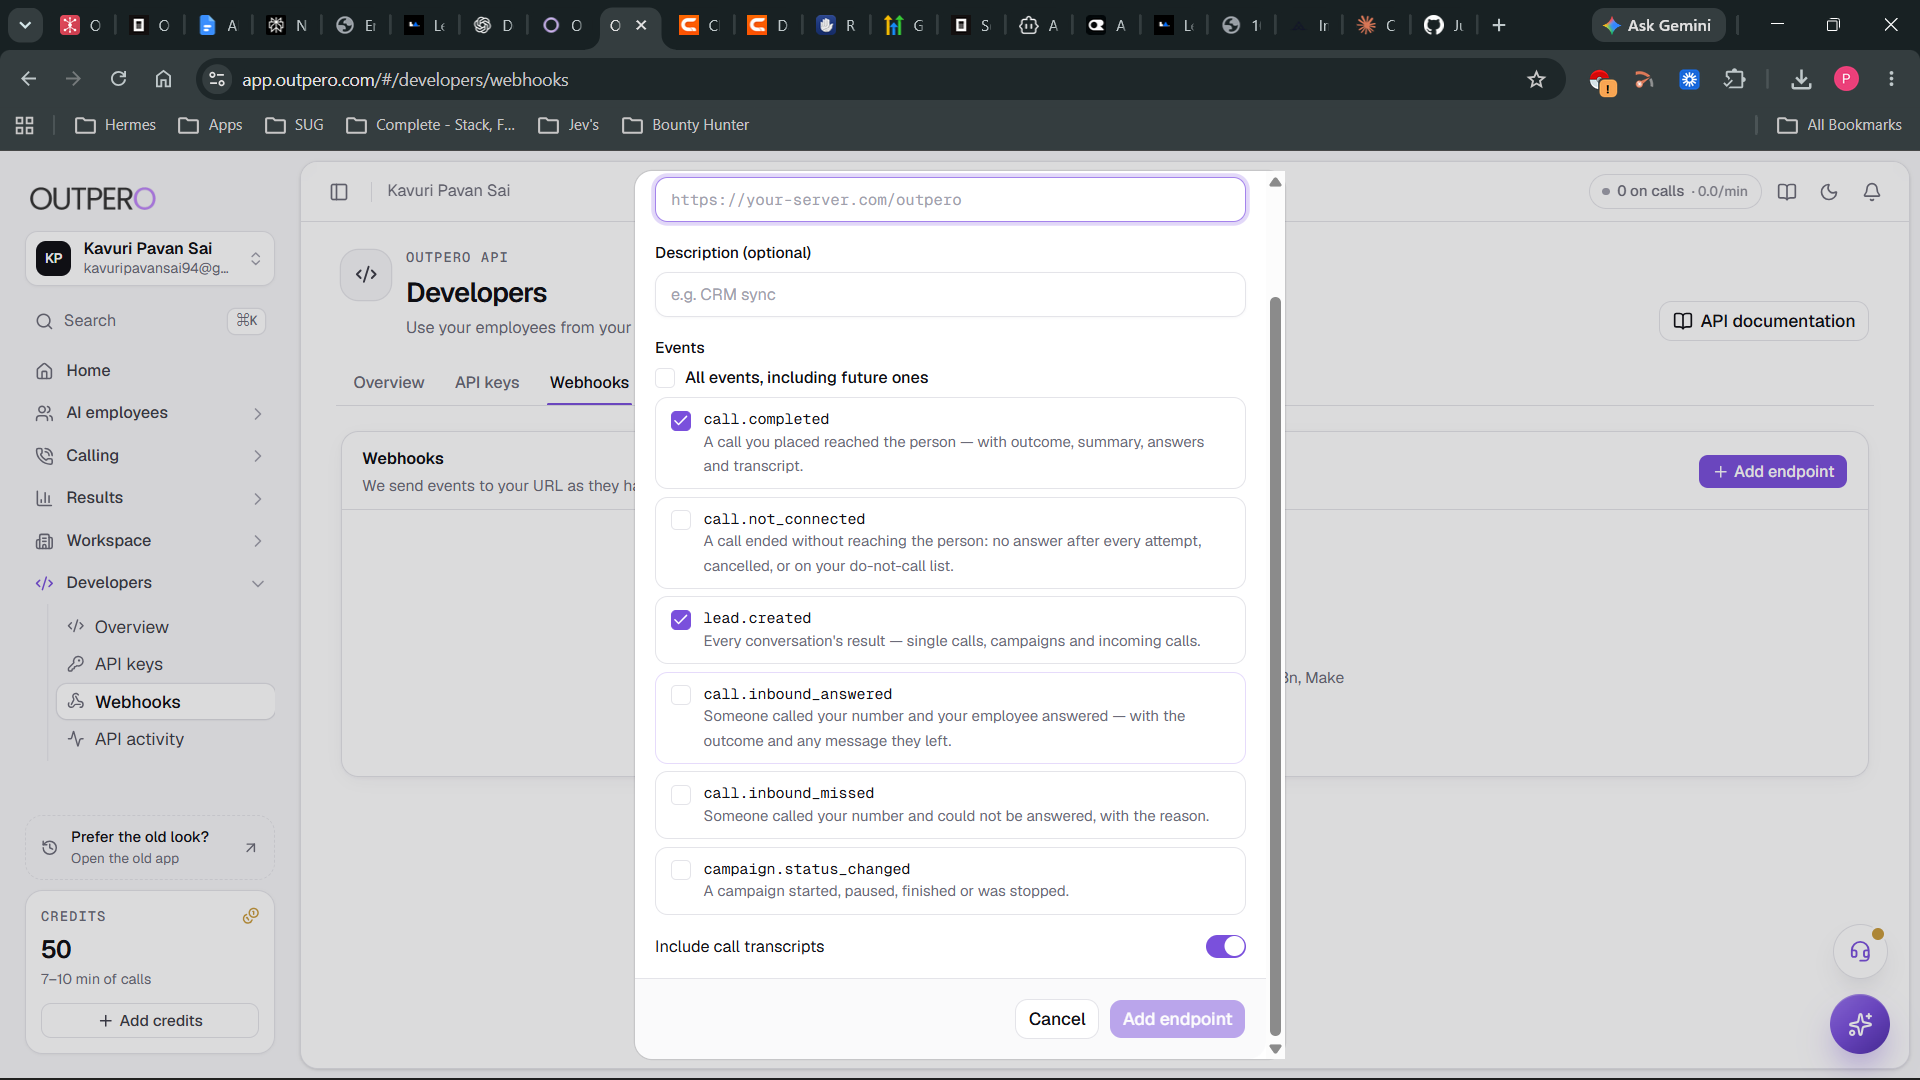 O
O
A
N
Er
Le
D
O
O
C
D
R
G
S
A
A
Le
1
Ir
C
Ju
Ask Gemini
app.outpero.com/#/developers/webhooks
P
Hermes
Apps
SUG
Complete - Stack, F...
Jev's
Bounty Hunter
All Bookmarks
OUTPERO
KP
Kavuri Pavan Sai
kavuripavansai94@g...
Search
⌘K
Home
AI employees
Calling
Results
Workspace
Developers
Overview
API keys
Webhooks
API activity
Prefer the old look?
Open the old app
CREDITS
50
7–10 min of calls
+ Add credits
Kavuri Pavan Sai
0 on calls · 0.0/min
OUTPERO API
Developers
Use your employees from your
API documentation
Overview
API keys
Webhooks
Webhooks
We send events to your URL as they ha
+ Add endpoint
8n, Make
https://your-server.com/outpero
Description (optional)
e.g. CRM sync
Events
All events, including future ones
call.completed
A call you placed reached the person — with outcome, summary, answers
and transcript.
call.not_connected
A call ended without reaching the person: no answer after every attempt,
cancelled, or on your do-not-call list.
lead.created
Every conversation's result — single calls, campaigns and incoming calls.
call.inbound_answered
Someone called your number and your employee answered — with the
outcome and any message they left.
call.inbound_missed
Someone called your number and could not be answered, with the reason.
campaign.status_changed
A campaign started, paused, finished or was stopped.
Include call transcripts
Cancel
Add endpoint